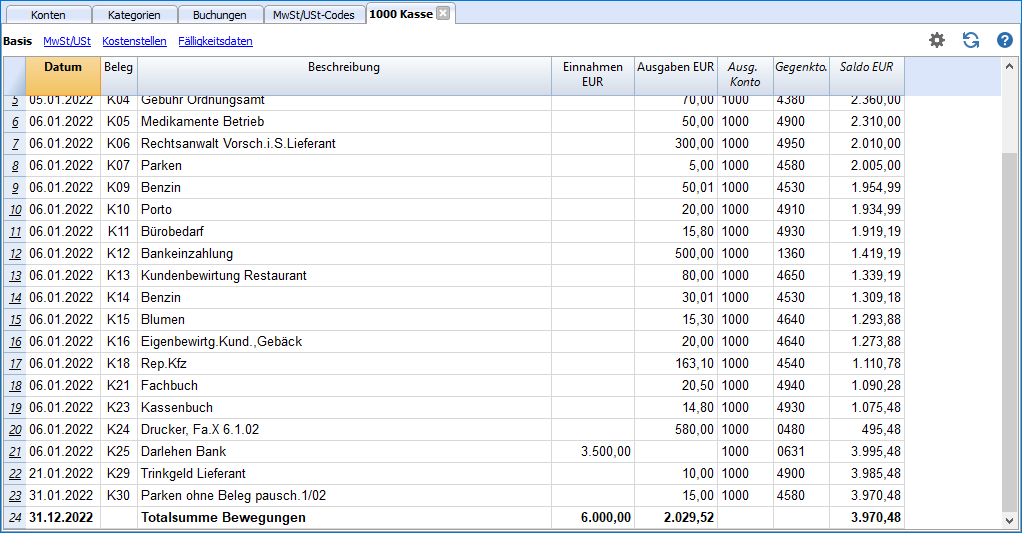 Konten Kategorien Buchungen MwSt/USt-Codes 1000 Kasse
Basis MwSt/USt Kostenstellen Fälligkeitsdaten
Datum Beleg Beschreibung Einnahmen EUR Ausgaben EUR Ausg. Konto Gegenkto. Saldo EUR
5 05.01.2022 K04 Gebühr Ordnungsamt 70,00 1000 4380 2.360,00
6 06.01.2022 K05 Medikamente Betrieb 50,00 1000 4900 2.310,00
7 06.01.2022 K06 Rechtsanwalt Vorsch.i.S.Lieferant 300,00 1000 4950 2.010,00
8 06.01.2022 K07 Parken 5,00 1000 4580 2.005,00
9 06.01.2022 K09 Benzin 50,01 1000 4530 1.954,99
10 06.01.2022 K10 Porto 20,00 1000 4910 1.934,99
11 06.01.2022 K11 Bürobedarf 15,80 1000 4930 1.919,19
12 06.01.2022 K12 Bankeinzahlung 500,00 1000 1360 1.419,19
13 06.01.2022 K13 Kundenbewirtung Restaurant 80,00 1000 4650 1.339,19
14 06.01.2022 K14 Benzin 30,01 1000 4530 1.309,18
15 06.01.2022 K15 Blumen 15,30 1000 4640 1.293,88
16 06.01.2022 K16 Eigenbewirtg.Kund.,Gebäck 20,00 1000 4640 1.273,88
17 06.01.2022 K18 Rep.Kfz 163,10 1000 4540 1.110,78
18 06.01.2022 K21 Fachbuch 20,50 1000 4940 1.090,28
19 06.01.2022 K23 Kassenbuch 14,80 1000 4930 1.075,48
20 06.01.2022 K24 Drucker, Fa.X 6.1.02 580,00 1000 0480 495,48
21 06.01.2022 K25 Darlehen Bank 3.500,00 1000 0631 3.995,48
22 21.01.2022 K29 Trinkgeld Lieferant 10,00 1000 4900 3.985,48
23 31.01.2022 K30 Parken ohne Beleg pausch.1/02 15,00 1000 4580 3.970,48
24 31.12.2022 Totalsumme Bewegungen 6.000,00 2.029,52 3.970,48